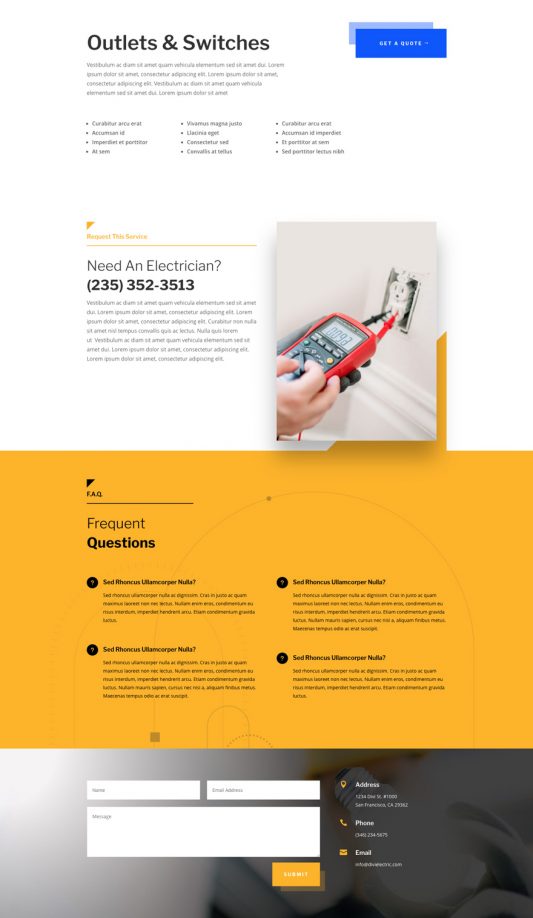 Outlets & Switches
GET A QUOTE →
Vestibulum ac diam sit amet quam vehicula elementum sed sit amet dui. Lorem
ipsum dolor sit amet, consectetur adipiscing elit. Lorem ipsum dolor sit amet,
consectetur adipiscing elit. Vestibulum ac diam sit amet quam vehicula
elementum sed sit amet dui. Lorem ipsum dolor sit amet
Curabitur arcu erat
Accumsan id
Imperdiet et porttitor
At sem
Vivamus magna justo
Llacinia eget
Consectetur sed
Convallis at tellus
Curabitur arcu erat
Accumsan id imperdiet
Et porttitor at sem
Sed porttitor lectus nibh
Request This Service
Need An Electrician?
(235) 352-3513
Vestibulum ac diam sit amet quam vehicula elementum sed sit amet
dui. Lorem ipsum dolor sit amet, consectetur adipiscing elit. Lorem
ipsum dolor sit amet, consectetur adipiscing elit. Curabitur non nulla
sit amet nisl tempus convallis quis ac lectus. Nulla quis lorem
ut. Vestibulum ac diam sit amet quam vehicula elementum sed sit
amet dui. Lorem ipsum dolor sit amet, consectetur adipiscing elit.
Lorem ipsum dolor sit amet, consectetur adipiscing elit.
F.A.Q.
Frequent
Questions
? Sed Rhoncus Ullamcorper Nulla?
Sed rhoncus ullamcorper nulla ac dignissim. Cras in justo ac quam
maximus laoreet non nec lectus. Nullam enim eros, condimentum eu
risus interdum, imperdiet hendrerit arcu. Etiam condimentum gravida
luctus.
? Sed Rhoncus Ullamcorper Nulla?
Sed rhoncus ullamcorper nulla ac dignissim. Cras in justo ac quam
maximus laoreet non nec lectus. Nullam enim eros, condimentum eu
risus interdum, imperdiet hendrerit arcu. Etiam condimentum gravida
luctus. Nullam mauris sapien, cursus nec nisl a, aliquam finibus metus.
Maecenas tempus odio ac erat suscipit.
? Sed Rhoncus Ullamcorper Nulla?
Sed rhoncus ullamcorper nulla ac dignissim. Cras in justo ac quam
maximus laoreet non nec lectus. Nullam enim eros, condimentum eu
risus interdum, imperdiet hendrerit arcu. Etiam condimentum gravida
luctus. Nullam mauris sapien, cursus nec nisl a, aliquam finibus metus.
Maecenas tempus odio ac erat suscipit.
? Sed Rhoncus Ullamcorper Nulla?
Sed rhoncus ullamcorper nulla ac dignissim. Cras in justo ac quam
maximus laoreet non nec lectus. Nullam enim eros, condimentum eu
risus interdum, imperdiet hendrerit arcu. Etiam condimentum gravida
luctus.
Name
Email Address
Message
SUBMIT
Address
1234 Divi St. #1000
San Francisco, CA 29362
Phone
(346) 234-5675
Email
info@divielectric.com